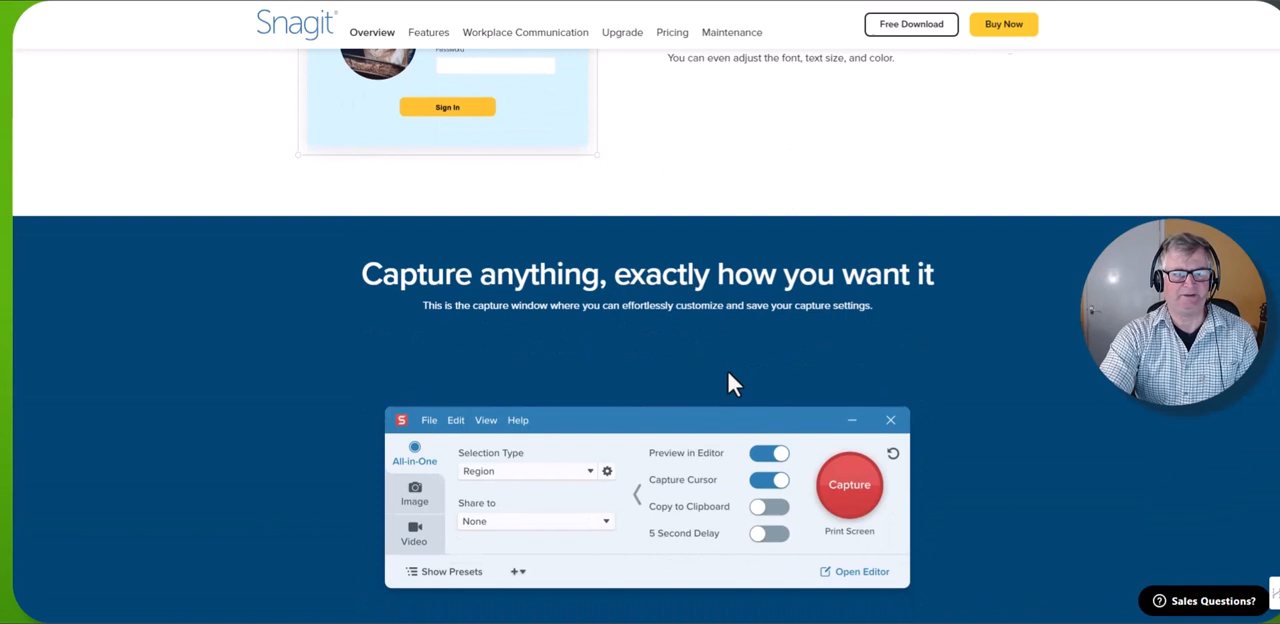 Snagit®
Overview
Features
Workplace Communication
Upgrade
Pricing
Maintenance
Free Download
Buy Now
Password
Sign In
You can even adjust the font, text size, and color.
Capture anything, exactly how you want it
This is the capture window where you can effortlessly customize and save your capture settings.
S
File
Edit
View
Help
All-in-One
Image
Video
Selection Type
Region
Share to
None
Preview in Editor
Capture Cursor
Copy to Clipboard
5 Second Delay
Capture
Print Screen
Show Presets
Open Editor
Sales Questions?